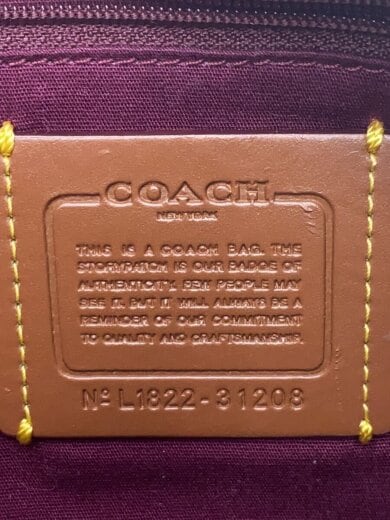 COACH
NEW YORK
THIS IS A COACH BAG. THE
STORYPATCH IS OUR BADGE OF
AUTHENTICITY. FEW PEOPLE MAY
SEE IT, BUT IT WILL ALWAYS BE A
REMINDER OF OUR COMMITMENT
TO QUALITY AND CRAFTSMANSHIP.
Nº L1822-31208